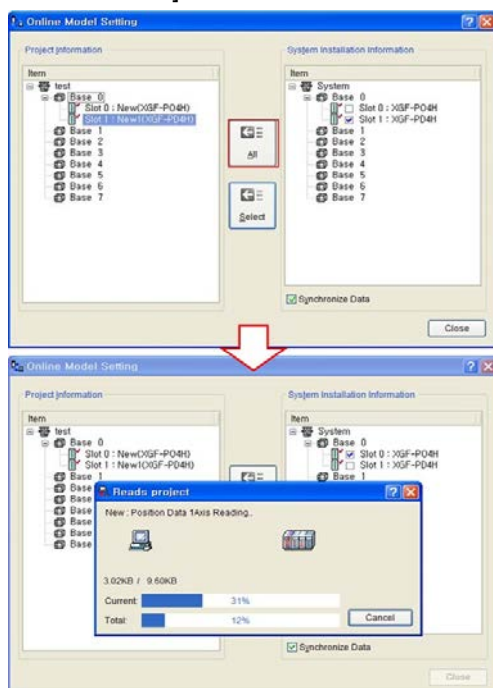 Online Model Setting
Project Information
System Installation Information
Item
test
Base 0
Slot 0 : New(XGF-PO4H)
Slot 1 : New1(XGF-PD4H)
Base 1
Base 2
Base 3
Base 4
Base 5
Base 6
Base 7
All
Select
Item
System
Base 0
Slot 0 : XGF-PO4H
Slot 1 : XGF-PD4H
Base 1
Base 2
Base 3
Base 4
Base 5
Base 6
Base 7
Synchronize Data
Close
Online Model Setting
Project Information
System Installation Information
Item
test
Base 0
Slot 0 : New(XGF-PO4H)
Slot 1 : New1(XGF-PD4H)
Base 1
Base
Base
Base
Base
Base
Base
Item
System
Base 0
Slot 0 : XGF-PO4H
Slot 1 : XGF-PD4H
Base 1
Reads project
New : Position Data 1Axis Reading..
3.02KB / 9.60KB
Current: 31%
Total: 12%
Cancel
Synchronize Data
Close